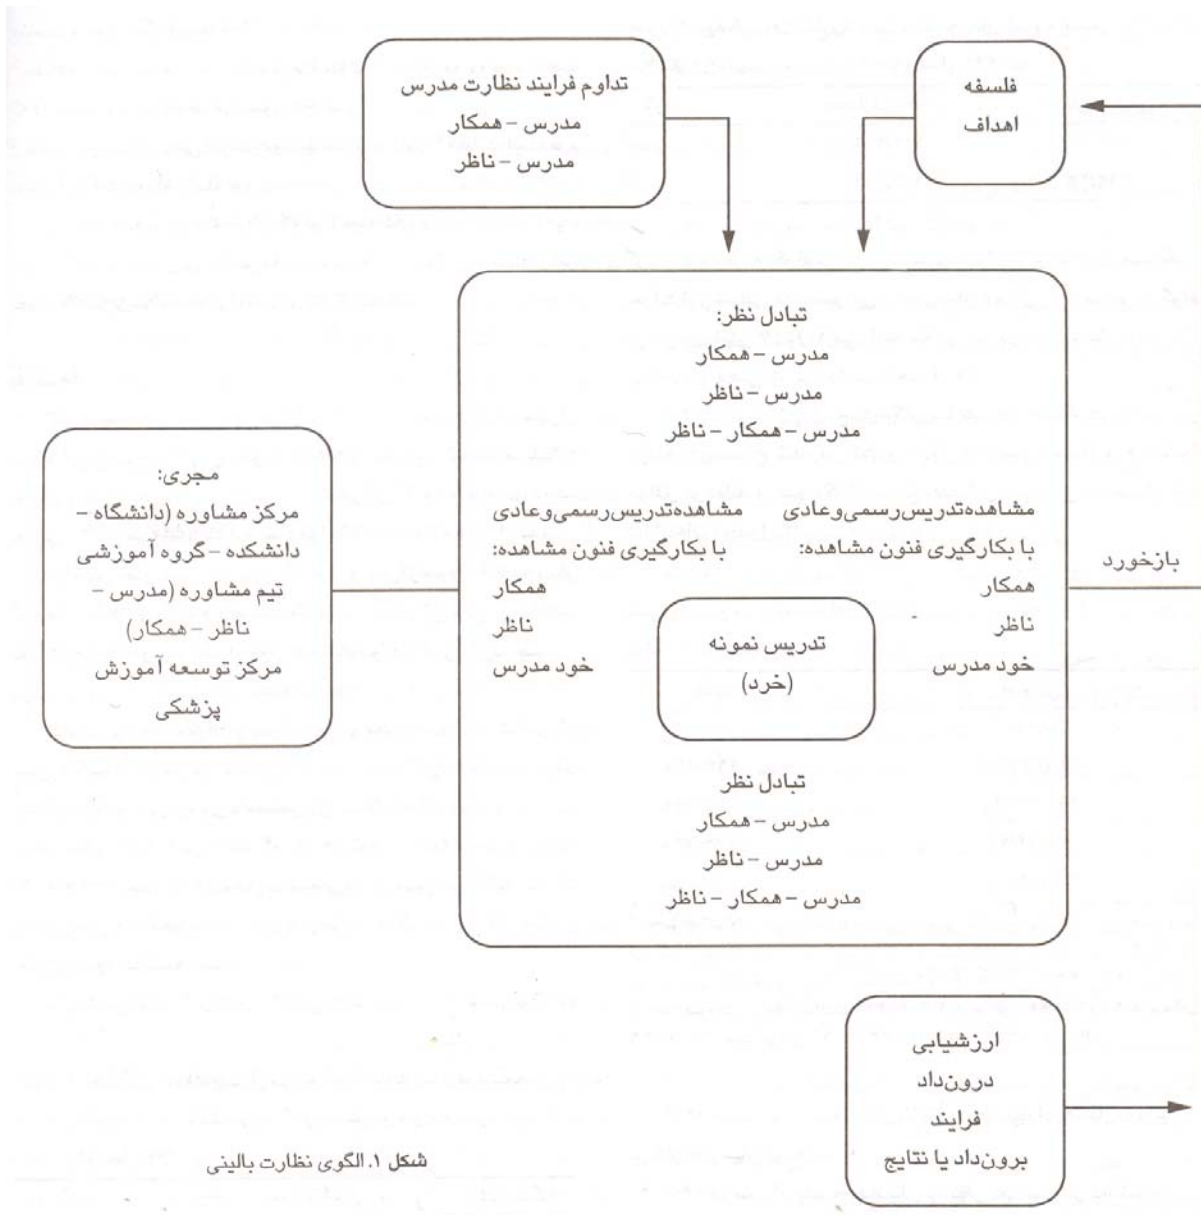 فلسفه
اهداف
تداوم فرایند نظارت مدرس
مدرس – همکار
مدرس – ناظر
تبادل نظر:
مدرس – همکار
مدرس – ناظر
مدرس – همکار – ناظر
مشاهده تدریس رسمی و عادی
با بکارگیری فنون مشاهده:
همکار
ناظر
خود مدرس
مشاهده تدریس رسمی و عادی
با بکارگیری فنون مشاهده:
همکار
ناظر
خود مدرس
تدریس نمونه
(خرد)
تبادل نظر
مدرس – همکار
مدرس – ناظر
مدرس – همکار – ناظر
بازخورد
مجری:
مرکز مشاوره (دانشگاه –
دانشکده – گروه آموزشی
تیم مشاوره (مدرس –
ناظر – همکار)
مرکز توسعه آموزش
پزشکی
ارزشیابی
درون‌داد
فرایند
برون‌داد یا نتایج
شکل ۱. الگوی نظارت بالینی